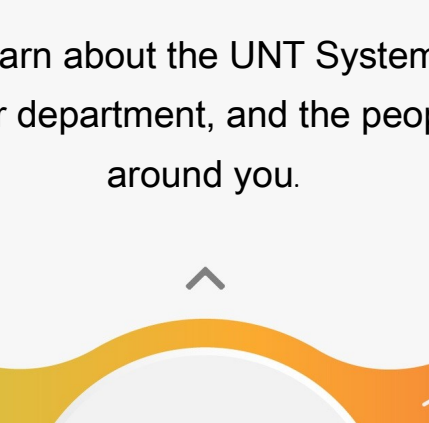 arn about the UNT System
r department, and the peop
around you.